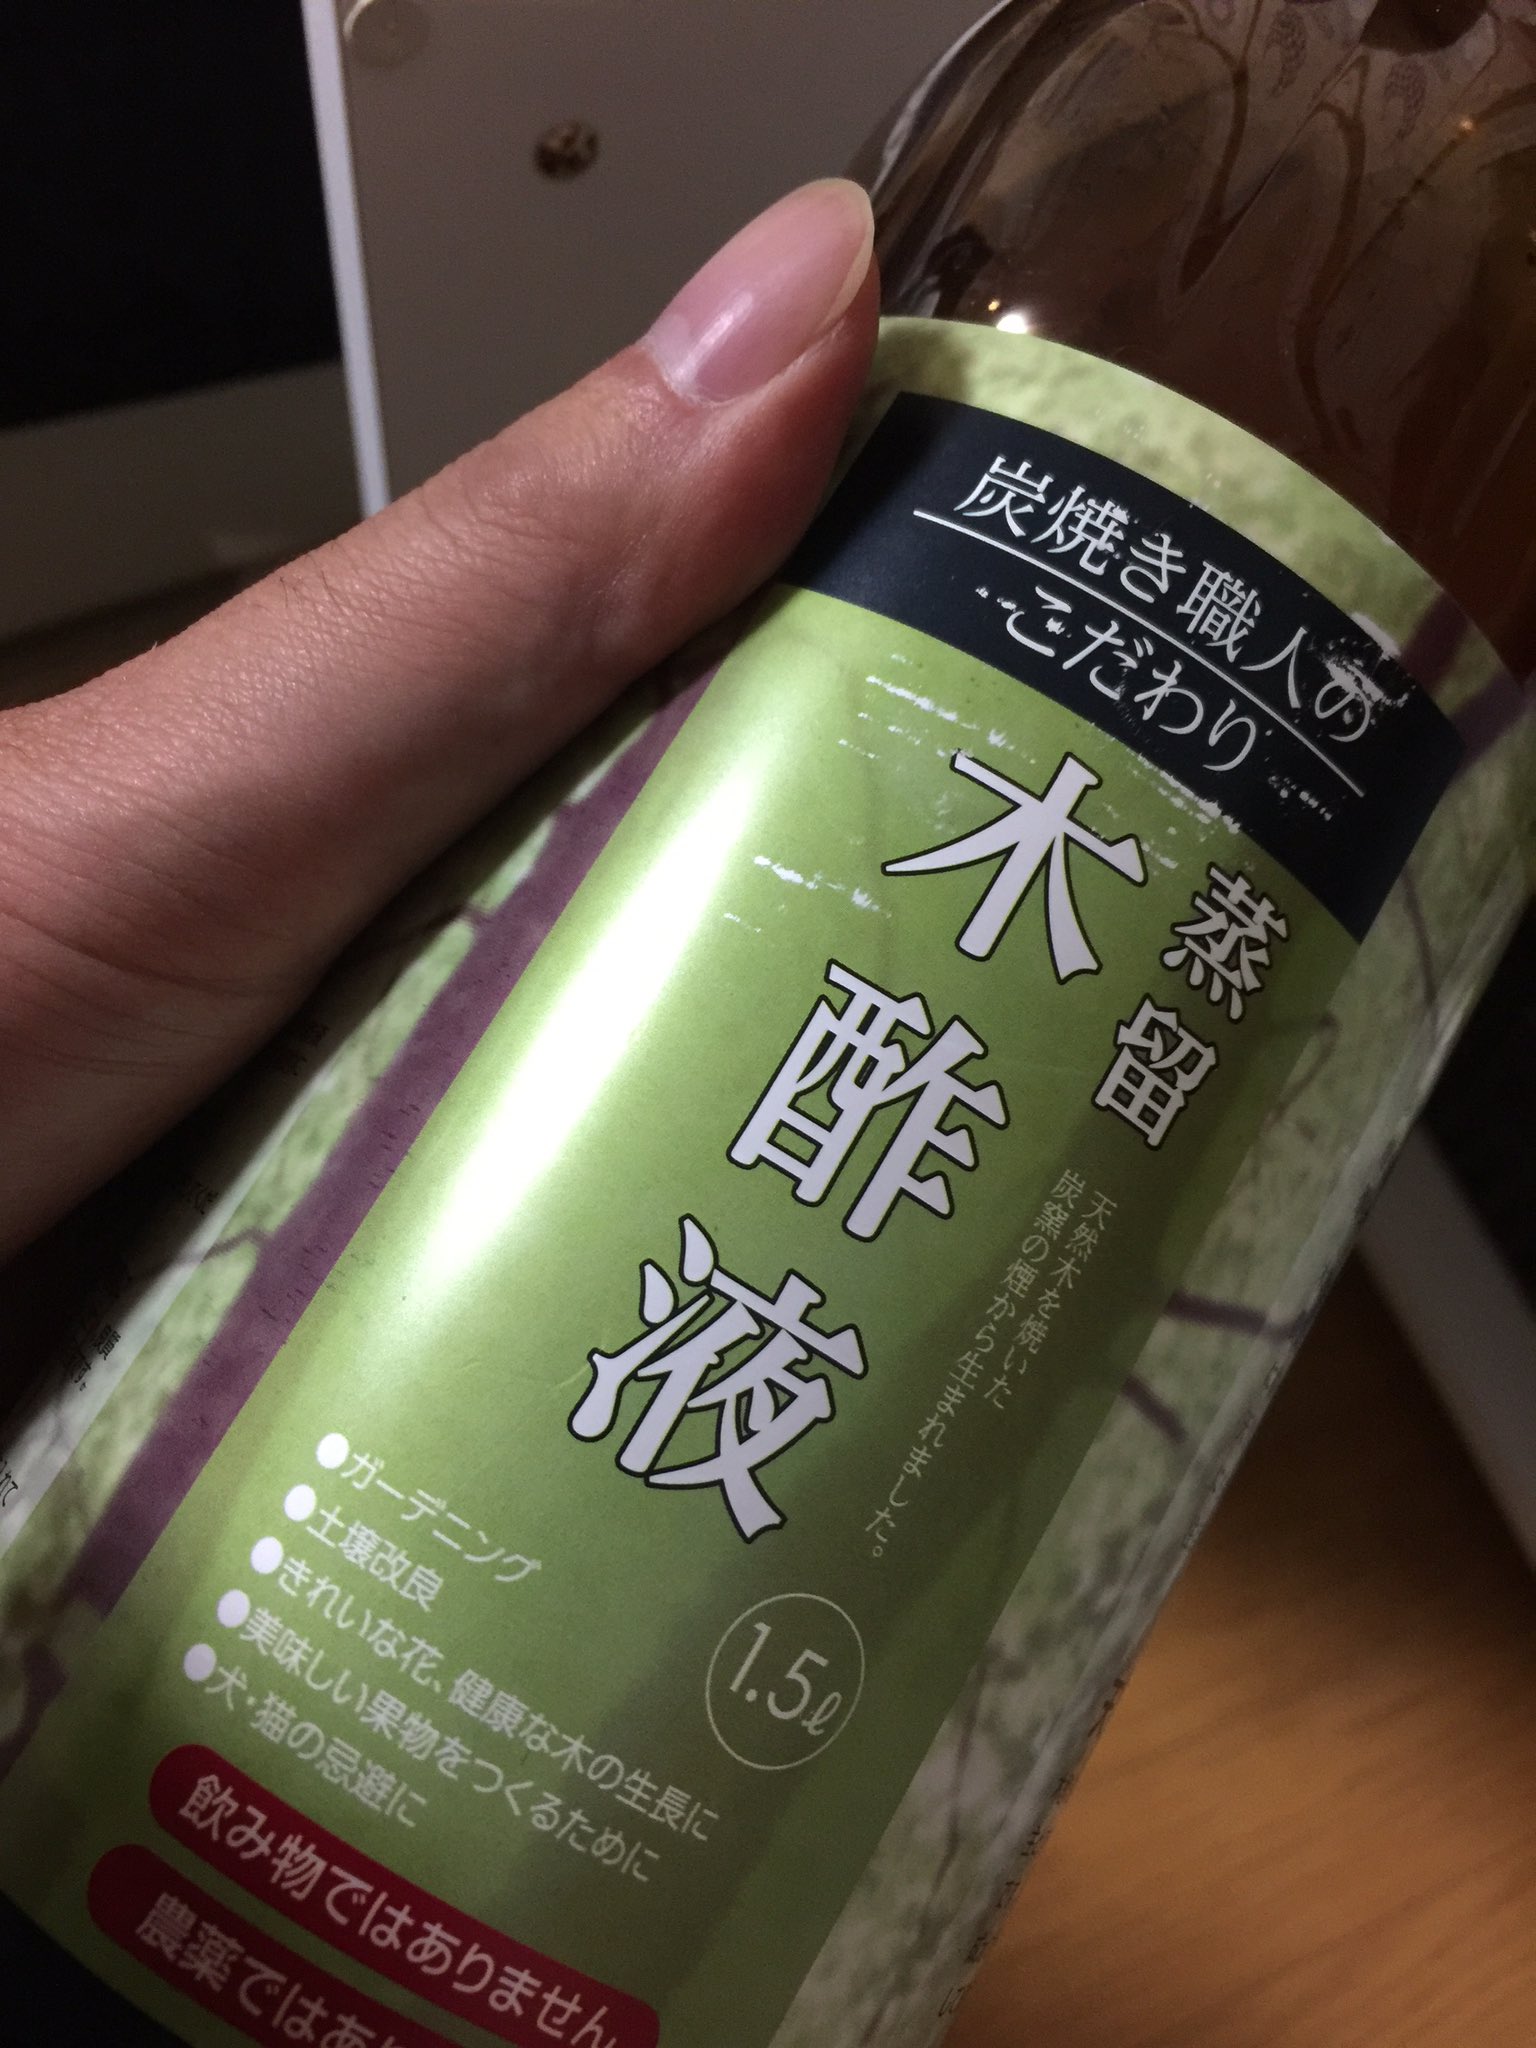 炭焼き職人の
こだわり
蒸留
木酢液
天然木を焼いた
炭窯の煙から生まれました。
●ガーデニング
●土壌改良
●きれいな花、健康な木の生長に
●美味しい果物をつくるために
●犬・猫の忌避に
1.5ℓ
飲み物ではありません
農薬ではあり